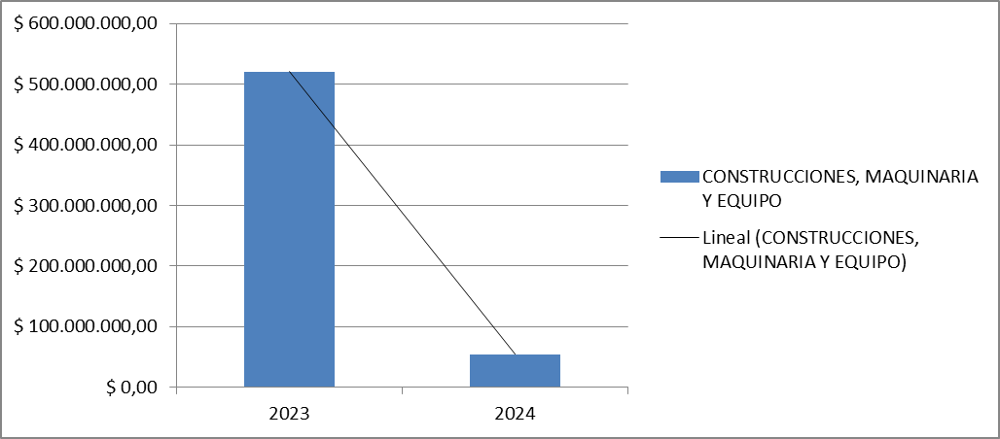 $ 600.000.000,00
$ 500.000.000,00
$ 400.000.000,00
$ 300.000.000,00
$ 200.000.000,00
$ 100.000.000,00
$ 0,00
2023
2024
CONSTRUCCIONES, MAQUINARIA
Y EQUIPO
Lineal (CONSTRUCCIONES,
MAQUINARIA Y EQUIPO)